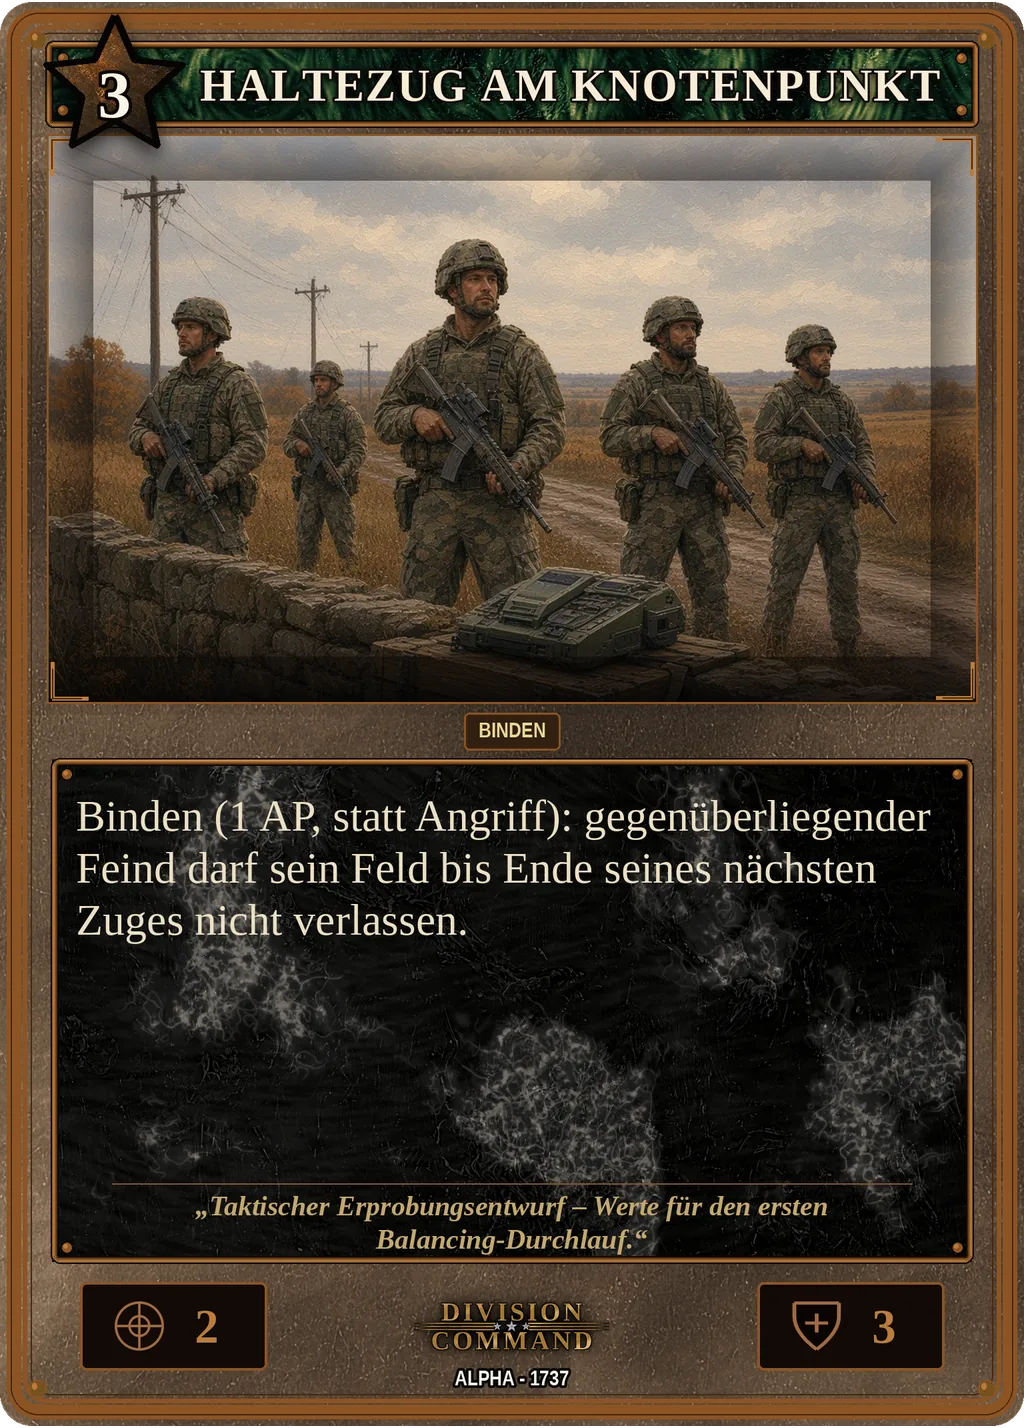 3
HALTEZUG AM KNOTENPUNKT
BINDEN
Binden (1 AP, statt Angriff): gegenüberliegender
Feind darf sein Feld bis Ende seines nächsten
Zuges nicht verlassen.
„Taktischer Erprobungsentwurf – Werte für den ersten
Balancing-Durchlauf.“
2
DIVISION
COMMAND
3
ALPHA - 1737